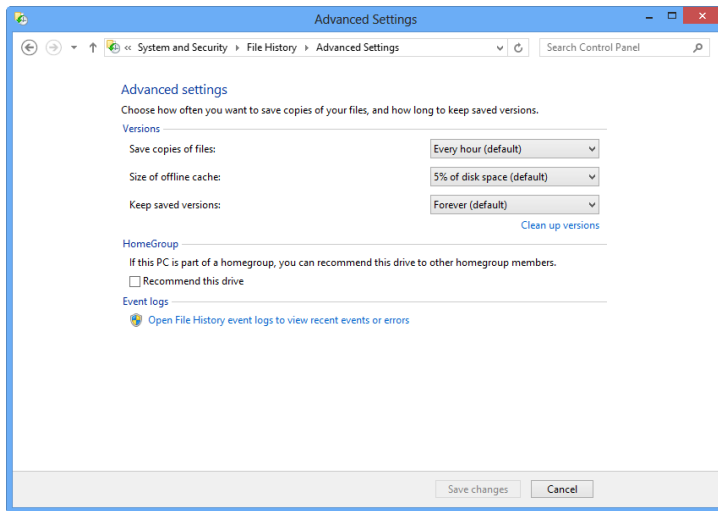 Advanced Settings
« System and Security ▸ File History ▸ Advanced Settings
Search Control Panel
Advanced settings
Choose how often you want to save copies of your files, and how long to keep saved versions.
Versions
Save copies of files: Every hour (default)
Size of offline cache: 5% of disk space (default)
Keep saved versions: Forever (default)
Clean up versions
HomeGroup
If this PC is part of a homegroup, you can recommend this drive to other homegroup members.
Recommend this drive
Event logs
Open File History event logs to view recent events or errors
Save changes Cancel